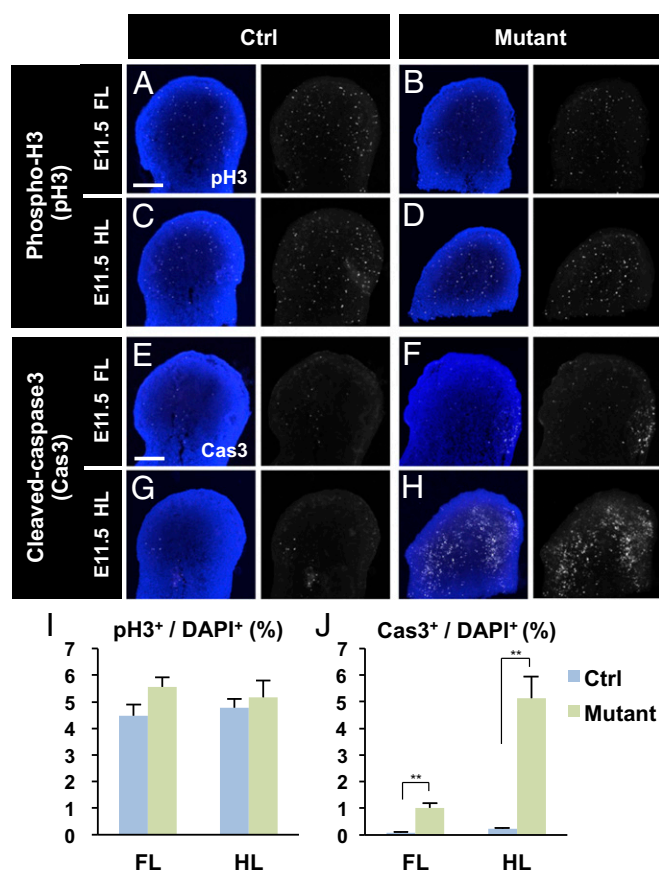 Ctrl
Mutant
Phospho-H3
(pH3)
E11.5 FL
A
pH3
B
E11.5 HL
C
D
Cleaved-caspase3
(Cas3)
E11.5 FL
E
Cas3
F
E11.5 HL
G
H
I
pH3⁺ / DAPI⁺ (%)
7
6
5
4
3
2
1
0
FL
HL
J
Cas3⁺ / DAPI⁺ (%)
7
6
5
4
3
2
1
0
**
**
FL
HL
Ctrl
Mutant